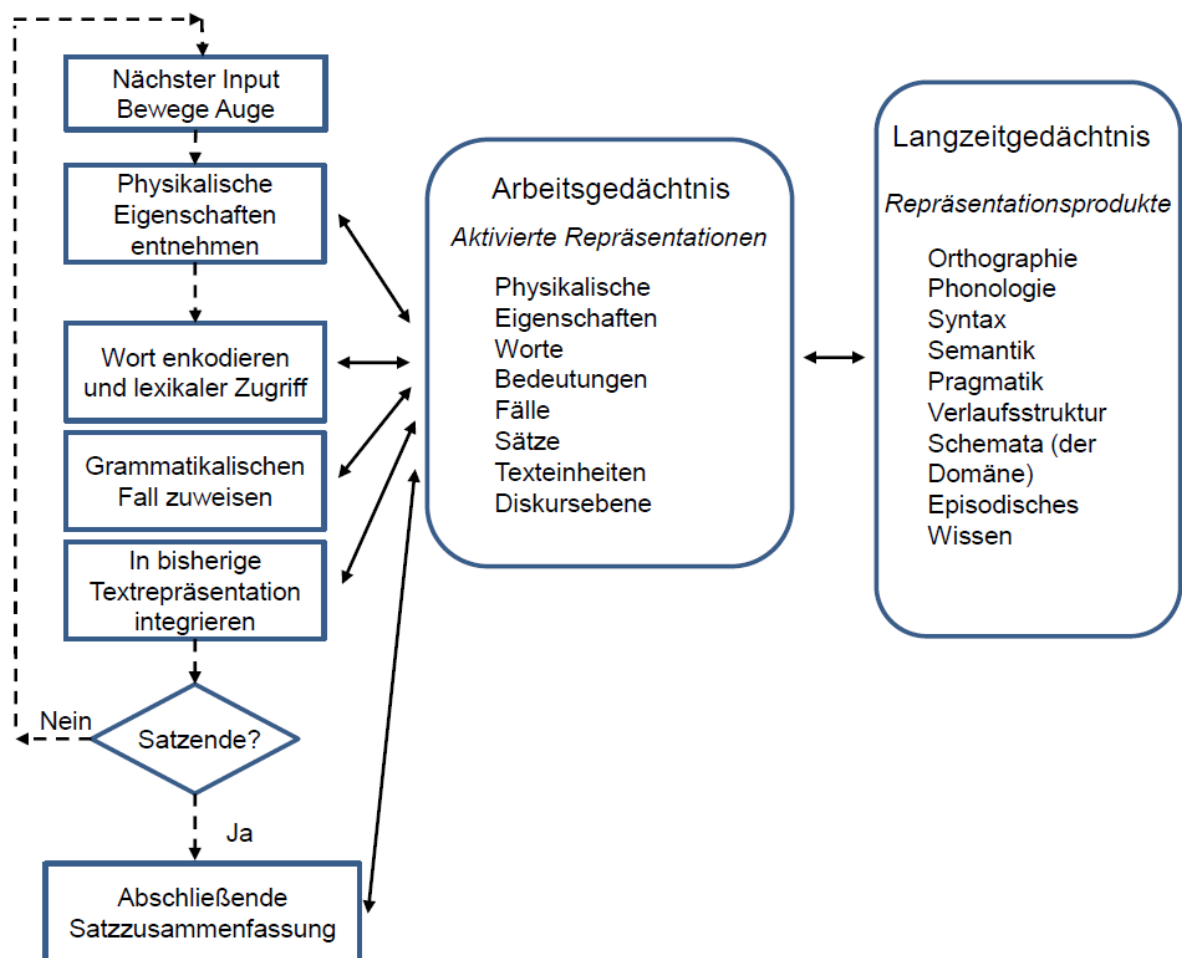 Nächster Input
Bewege Auge
Physikalische
Eigenschaften
entnehmen
Wort enkodieren
und lexikaler Zugriff
Grammatikalischen
Fall zuweisen
In bisherige
Textrepräsentation
integrieren
Nein
Satzende?
Ja
Abschließende
Satzzusammenfassung
Arbeitsgedächtnis
Aktivierte Repräsentationen
Physikalische
Eigenschaften
Worte
Bedeutungen
Fälle
Sätze
Texteinheiten
Diskursebene
Langzeitgedächtnis
Repräsentationsprodukte
Orthographie
Phonologie
Syntax
Semantik
Pragmatik
Verlaufsstruktur
Schemata (der
Domäne)
Episodisches
Wissen